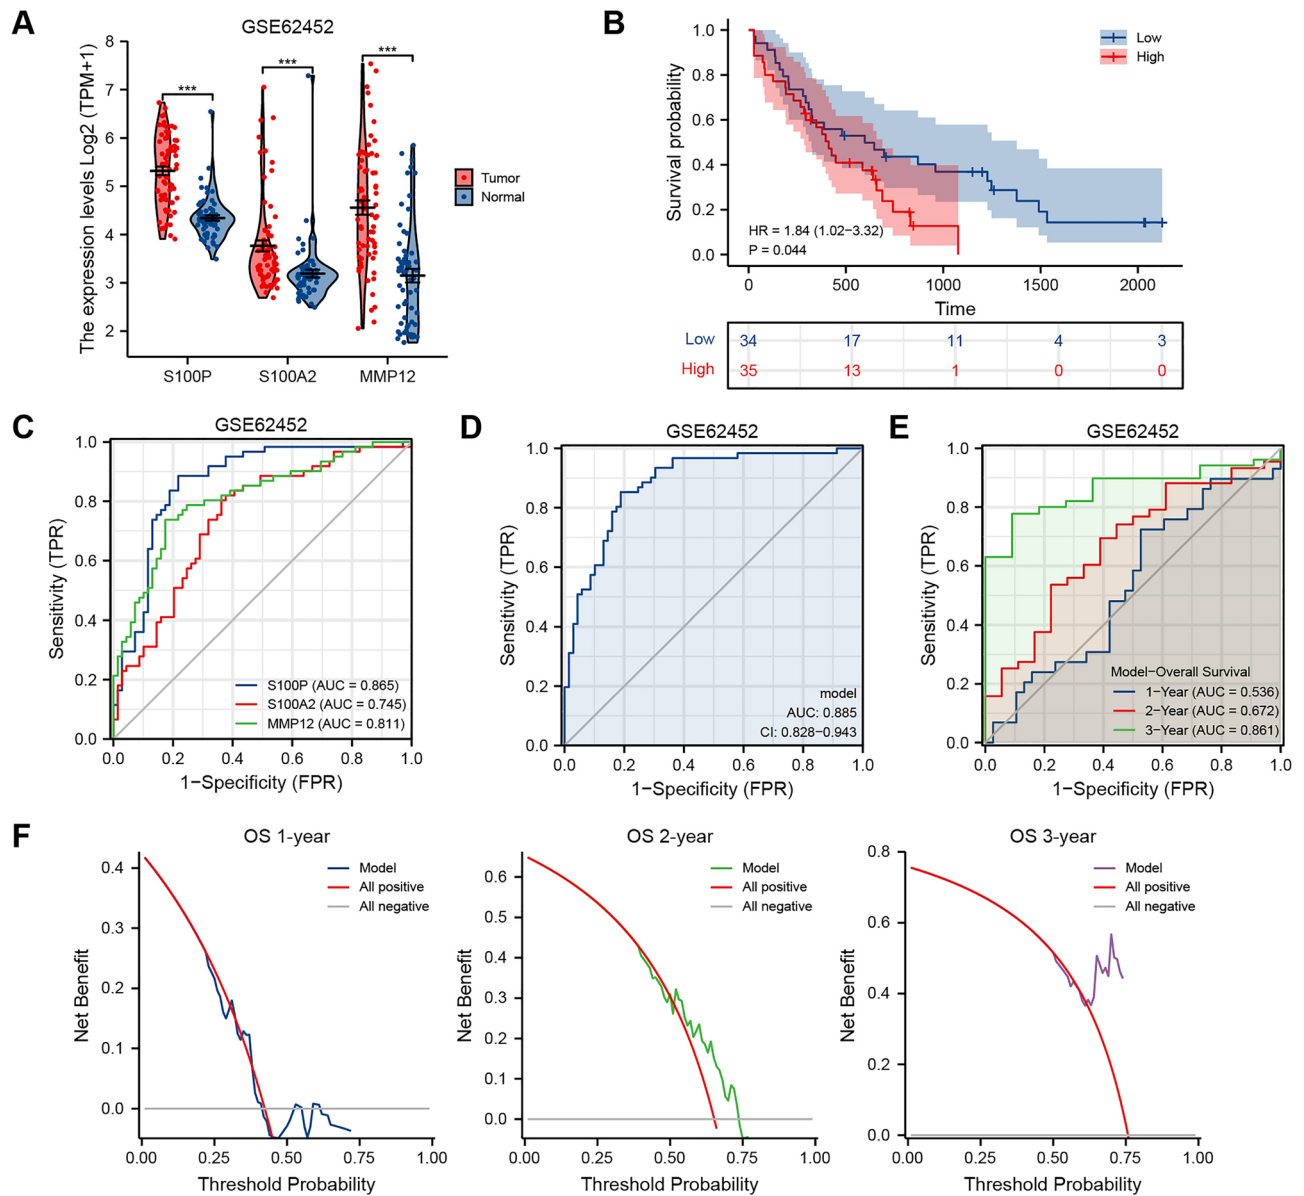 A
GSE62452
The expression levels Log2 (TPM+1)
8
7
6
5
4
3
2
***
***
***
S100P
S100A2
MMP12
Tumor
Normal
B
Survival probability
1.0
0.8
0.6
0.4
0.2
0.0
Low
High
HR = 1.84 (1.02−3.32)
P = 0.044
0
500
1000
1500
2000
Time
Low
34
17
11
4
3
High
35
13
1
0
0
C
GSE62452
Sensitivity (TPR)
1.0
0.8
0.6
0.4
0.2
0.0
S100P (AUC = 0.865)
S100A2 (AUC = 0.745)
MMP12 (AUC = 0.811)
0.0
0.2
0.4
0.6
0.8
1.0
1−Specificity (FPR)
D
GSE62452
Sensitivity (TPR)
1.0
0.8
0.6
0.4
0.2
0.0
model
AUC: 0.885
CI: 0.828−0.943
0.0
0.2
0.4
0.6
0.8
1.0
1−Specificity (FPR)
E
GSE62452
Sensitivity (TPR)
1.0
0.8
0.6
0.4
0.2
0.0
Model−Overall Survival
1−Year (AUC = 0.536)
2−Year (AUC = 0.672)
3−Year (AUC = 0.861)
0.0
0.2
0.4
0.6
0.8
1.0
1−Specificity (FPR)
F
OS 1-year
Net Benefit
0.4
0.3
0.2
0.1
0.0
Model
All positive
All negative
0.00
0.25
0.50
0.75
1.00
Threshold Probability
OS 2-year
Net Benefit
0.6
0.5
0.4
0.3
0.2
0.1
0.0
Model
All positive
All negative
0.00
0.25
0.50
0.75
1.00
Threshold Probability
OS 3-year
Net Benefit
0.8
0.6
0.4
0.2
0.0
Model
All positive
All negative
0.00
0.25
0.50
0.75
1.00
Threshold Probability